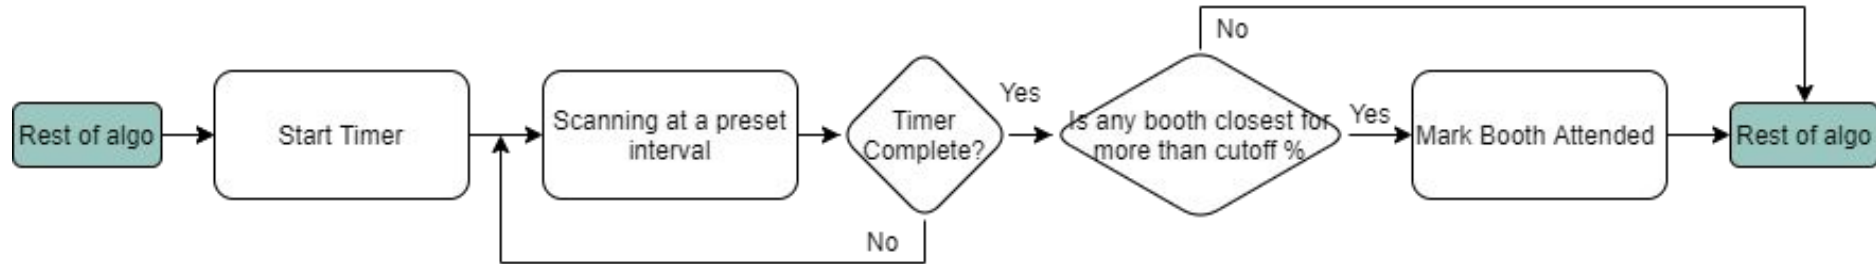 Rest of algo
Start Timer
Scanning at a preset
interval
Timer
Complete?
No
Yes
Is any booth closest for
more than cutoff %
No
Yes
Mark Booth Attended
Rest of algo